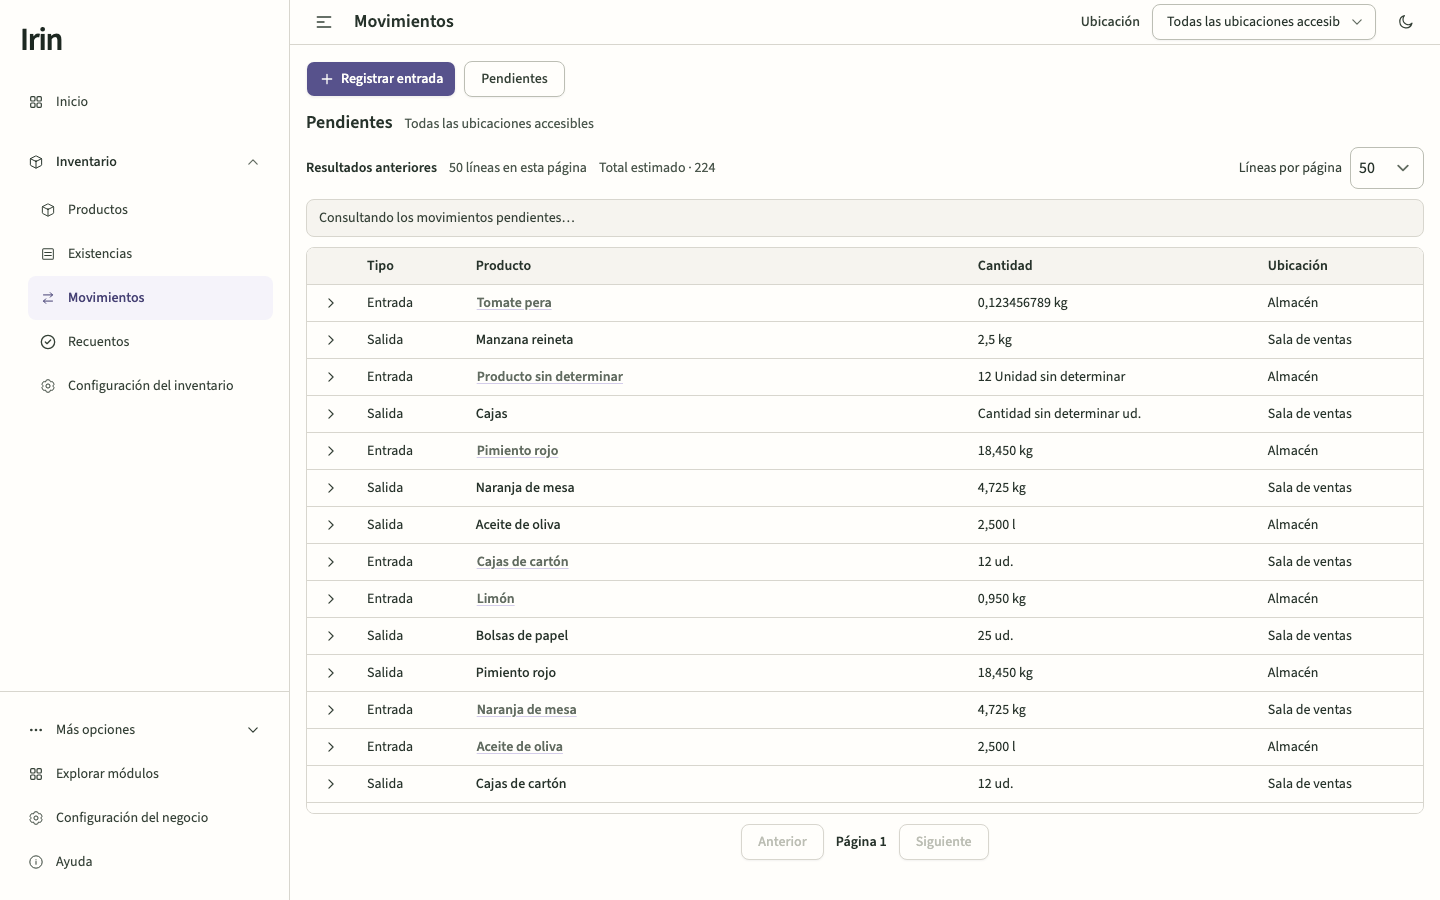 Irin
Inicio
Inventario
Productos
Existencias
Movimientos
Recuentos
Configuración del inventario
Más opciones
Explorar módulos
Configuración del negocio
Ayuda
Movimientos
Ubicación Todas las ubicaciones accesib
Registrar entrada Pendientes
Pendientes Todas las ubicaciones accesibles
Resultados anteriores 50 líneas en esta página Total estimado · 224 Líneas por página 50
Consultando los movimientos pendientes…
Tipo Producto Cantidad Ubicación
Entrada Tomate pera 0,123456789 kg Almacén
Salida Manzana reineta 2,5 kg Sala de ventas
Entrada Producto sin determinar 12 Unidad sin determinar Almacén
Salida Cajas Cantidad sin determinar ud. Sala de ventas
Entrada Pimiento rojo 18,450 kg Almacén
Salida Naranja de mesa 4,725 kg Sala de ventas
Salida Aceite de oliva 2,500 l Almacén
Entrada Cajas de cartón 12 ud. Sala de ventas
Entrada Limón 0,950 kg Almacén
Salida Bolsas de papel 25 ud. Sala de ventas
Salida Pimiento rojo 18,450 kg Almacén
Entrada Naranja de mesa 4,725 kg Sala de ventas
Entrada Aceite de oliva 2,500 l Almacén
Salida Cajas de cartón 12 ud. Sala de ventas
Anterior Página 1 Siguiente